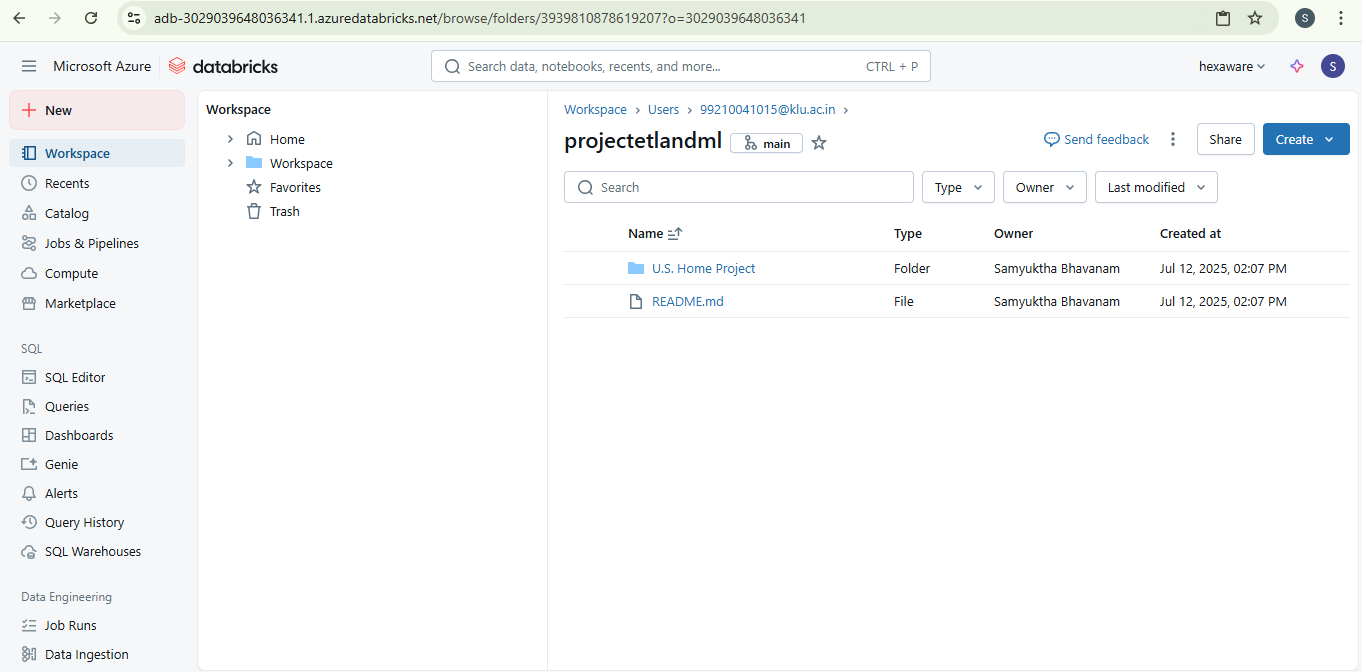 adb-3029039648036341.1.azuredatabricks.net/browse/folders/3939810878619207?o=3029039648036341
S
Microsoft Azure databricks
Search data, notebooks, recents, and more... CTRL + P
hexaware
S
New
Workspace
Recents
Catalog
Jobs & Pipelines
Compute
Marketplace
SQL
SQL Editor
Queries
Dashboards
Genie
Alerts
Query History
SQL Warehouses
Data Engineering
Job Runs
Data Ingestion
Workspace
Home
Workspace
Favorites
Trash
Workspace › Users › 99210041015@klu.ac.in ›
projectetlandml main
Send feedback Share Create
Search Type Owner Last modified
Name Type Owner Created at
U.S. Home Project Folder Samyuktha Bhavanam Jul 12, 2025, 02:07 PM
README.md File Samyuktha Bhavanam Jul 12, 2025, 02:07 PM